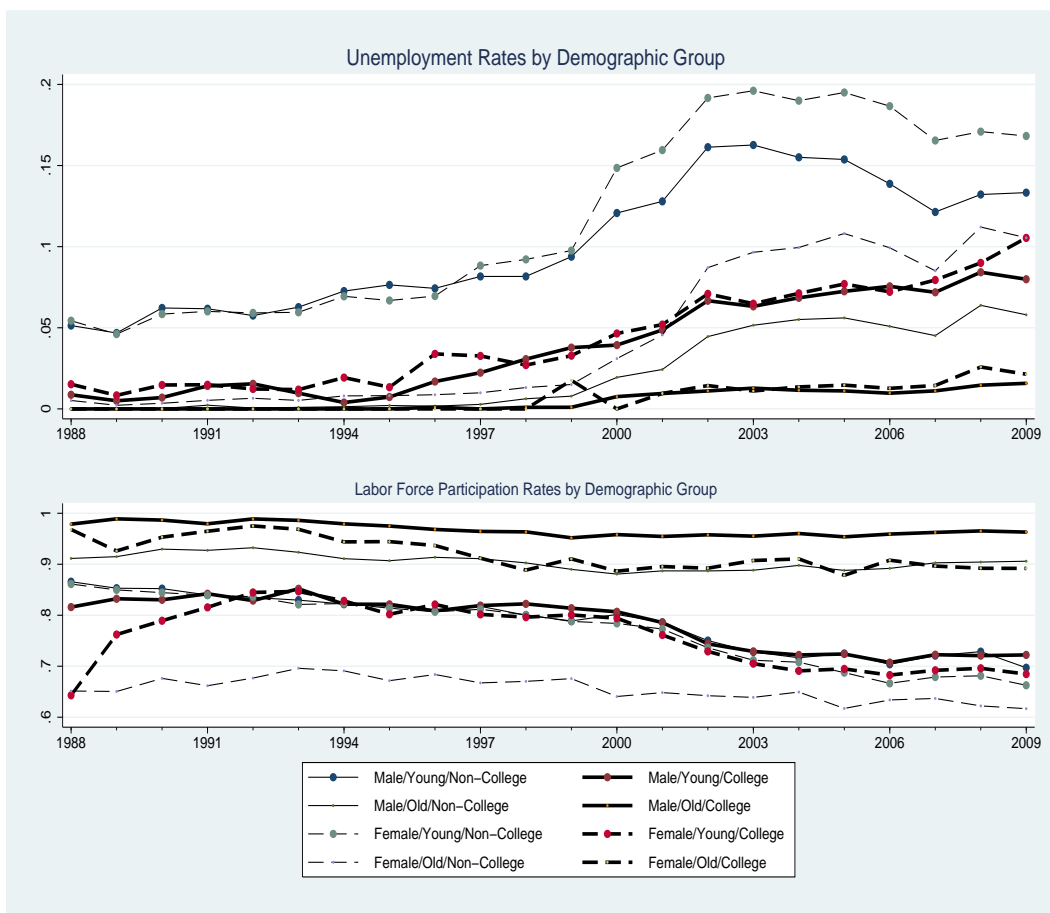 Unemployment Rates by Demographic Group
.2
.15
.1
.05
0
1988 1991 1994 1997 2000 2003 2006 2009
Labor Force Participation Rates by Demographic Group
1
.9
.8
.7
.6
1988 1991 1994 1997 2000 2003 2006 2009
Male/Young/Non−College Male/Young/College
Male/Old/Non−College Male/Old/College
Female/Young/Non−College Female/Young/College
Female/Old/Non−College Female/Old/College